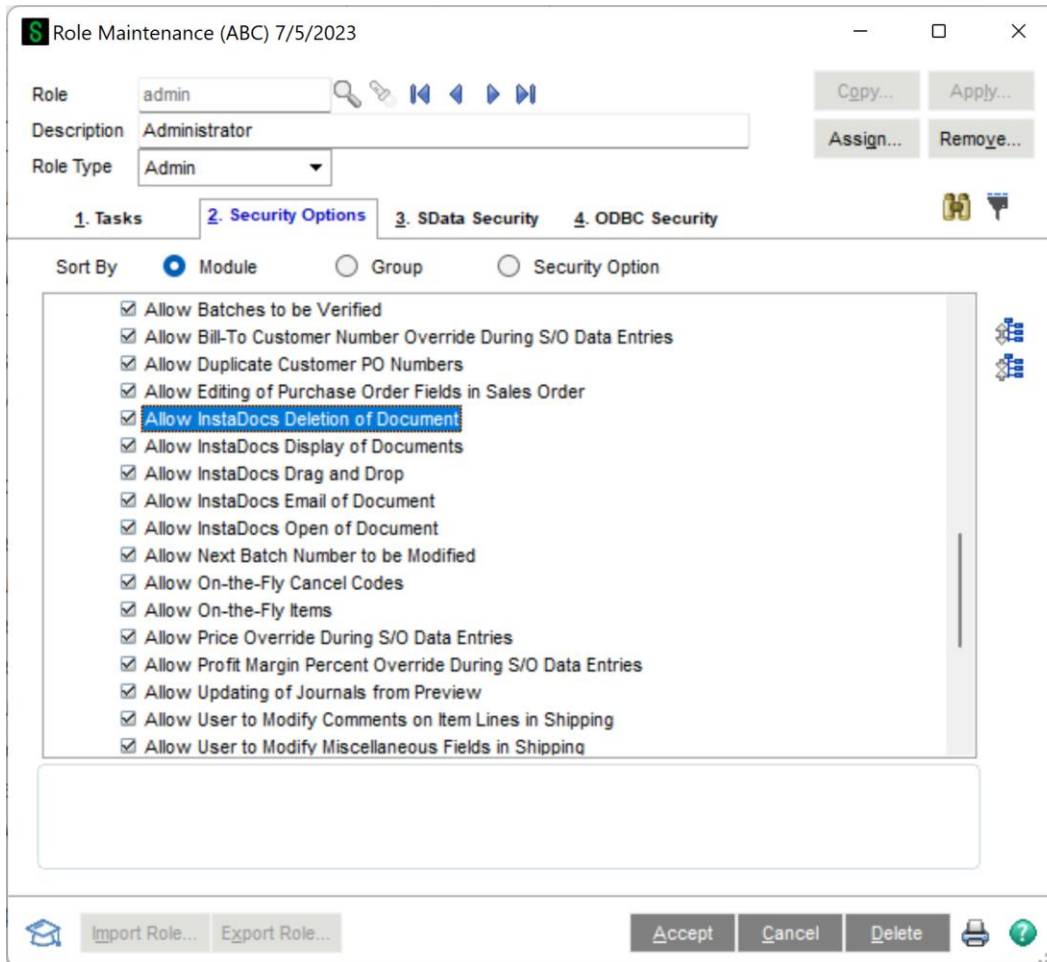 S Role Maintenance (ABC) 7/5/2023
Role admin Copy... Apply...
Description Administrator Assign... Remove...
Role Type Admin
1. Tasks 2. Security Options 3. SData Security 4. ODBC Security
Sort By Module Group Security Option
Allow Batches to be Verified
Allow Bill-To Customer Number Override During S/O Data Entries
Allow Duplicate Customer PO Numbers
Allow Editing of Purchase Order Fields in Sales Order
Allow InstaDocs Deletion of Document
Allow InstaDocs Display of Documents
Allow InstaDocs Drag and Drop
Allow InstaDocs Email of Document
Allow InstaDocs Open of Document
Allow Next Batch Number to be Modified
Allow On-the-Fly Cancel Codes
Allow On-the-Fly Items
Allow Price Override During S/O Data Entries
Allow Profit Margin Percent Override During S/O Data Entries
Allow Updating of Journals from Preview
Allow User to Modify Comments on Item Lines in Shipping
Allow User to Modify Miscellaneous Fields in Shipping
Import Role... Export Role... Accept Cancel Delete ?